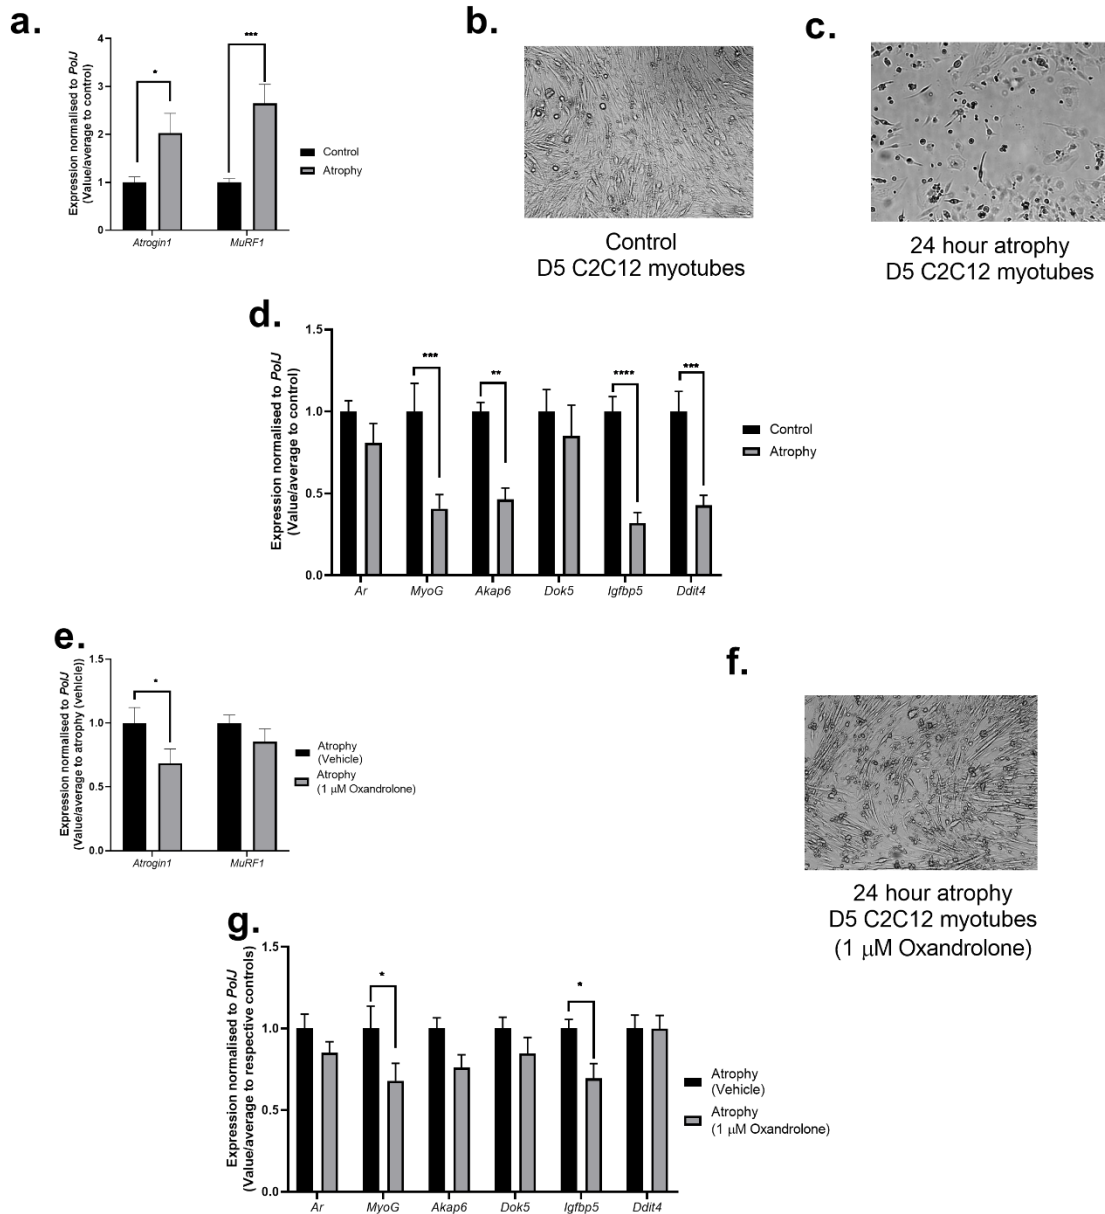 a.
Expression normalised to PolJ
(Value/average to control)
4
3
2
1
0
*
***
Atrogin1
MuRF1
Control
Atrophy
b.
Control
D5 C2C12 myotubes
c.
24 hour atrophy
D5 C2C12 myotubes
d.
Expression normalised to PolJ
(Value/average to control)
1.5
1.0
0.5
0.0
***
**
****
***
Ar
MyoG
Akap6
Dok5
Igfbp5
Ddit4
Control
Atrophy
e.
Expression normalised to PolJ
(Value/average to atrophy (vehicle))
1.5
1.0
0.5
0.0
*
Atrogin1
MuRF1
Atrophy
(Vehicle)
Atrophy
(1 µM Oxandrolone)
f.
24 hour atrophy
D5 C2C12 myotubes
(1 µM Oxandrolone)
g.
Expression normalised to PolJ
(Value/average to respective controls)
1.5
1.0
0.5
0.0
*
*
Ar
MyoG
Akap6
Dok5
Igfbp5
Ddit4
Atrophy
(Vehicle)
Atrophy
(1 µM Oxandrolone)